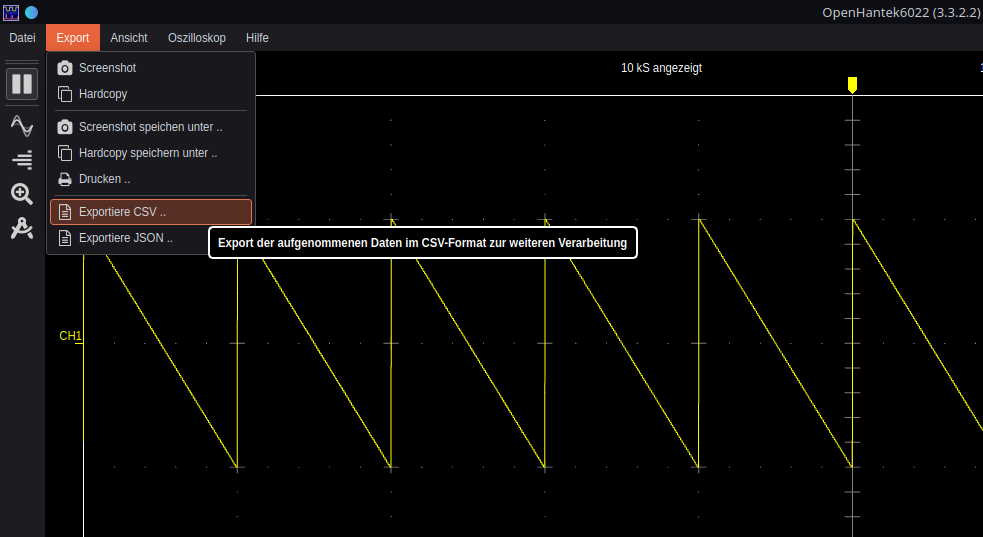 OpenHantek6022 (3.3.2.2)
Datei Export Ansicht Oszilloskop Hilfe
10 kS angezeigt
Screenshot
Hardcopy
Screenshot speichen unter ..
Hardcopy speichern unter ..
Drucken ..
Exportiere CSV ..
Exportiere JSON ..
Export der aufgenommenen Daten im CSV-Format zur weiteren Verarbeitung
CH1